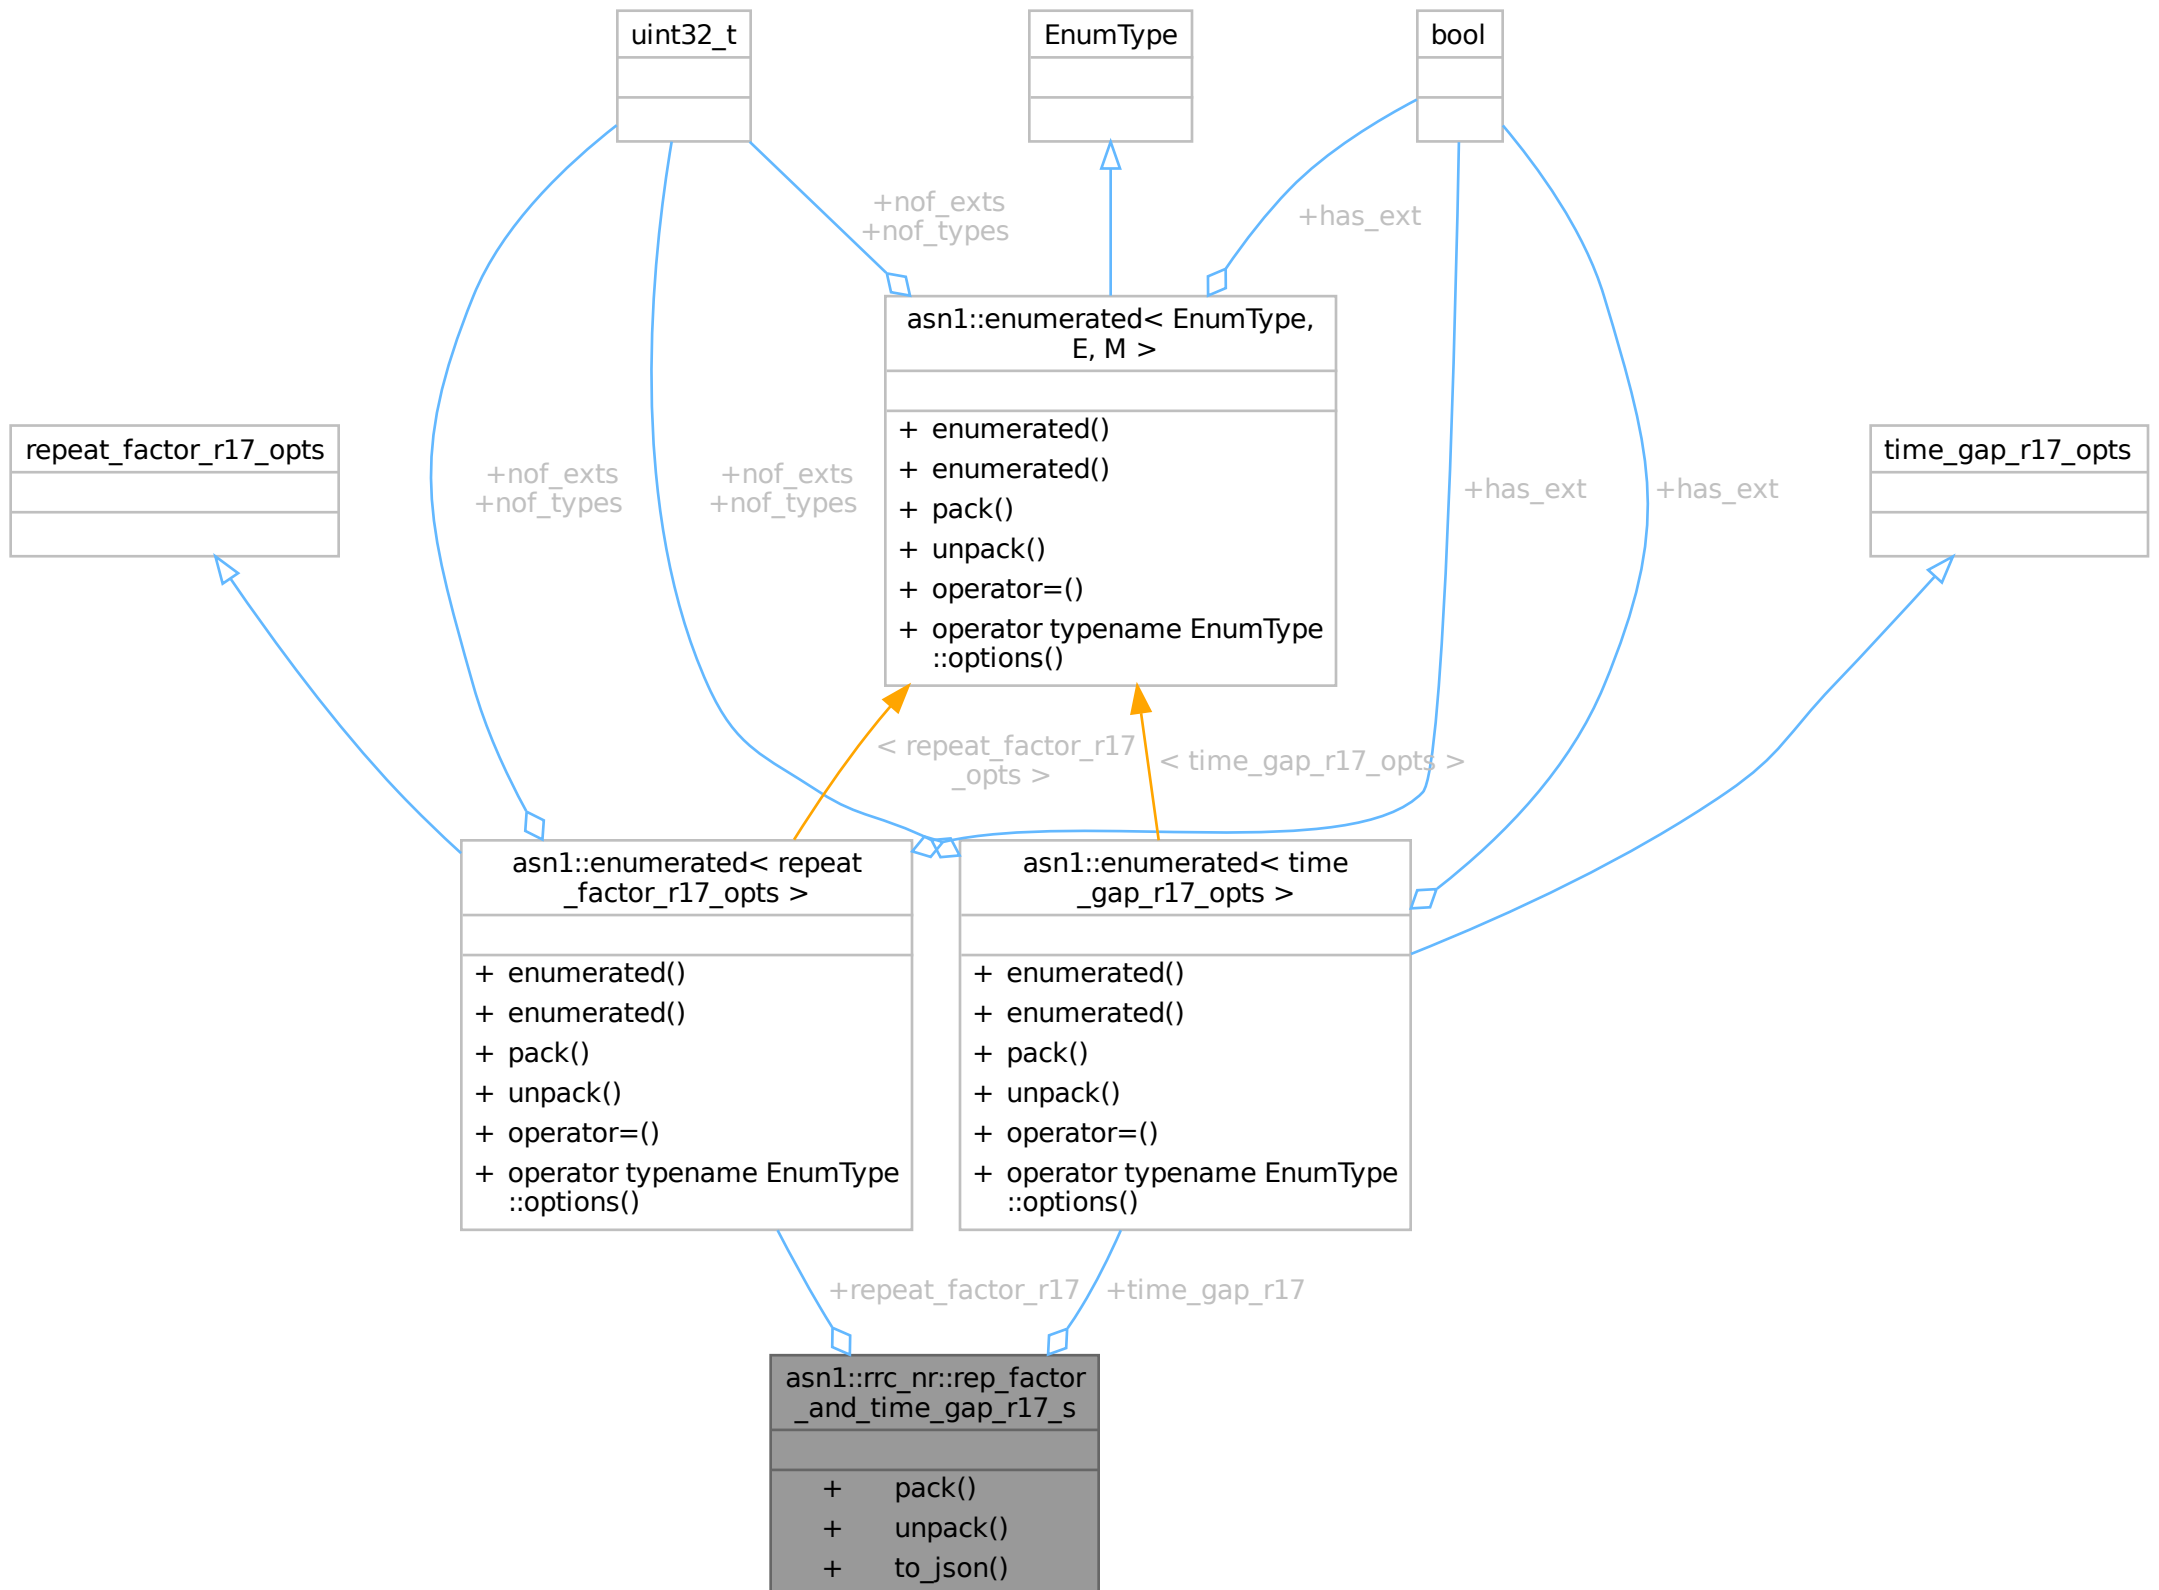 uint32_t
EnumType
bool
+nof_exts
+nof_types
+has_ext
asn1::enumerated< EnumType,
E, M >
+ enumerated()
+ enumerated()
+ pack()
+ unpack()
+ operator=()
+ operator typename EnumType
::options()
repeat_factor_r17_opts
time_gap_r17_opts
+nof_exts
+nof_types
+nof_exts
+nof_types
+has_ext
+has_ext
< repeat_factor_r17
_opts >
< time_gap_r17_opts >
asn1::enumerated< repeat
_factor_r17_opts >
+ enumerated()
+ enumerated()
+ pack()
+ unpack()
+ operator=()
+ operator typename EnumType
::options()
asn1::enumerated< time
_gap_r17_opts >
+ enumerated()
+ enumerated()
+ pack()
+ unpack()
+ operator=()
+ operator typename EnumType
::options()
+repeat_factor_r17
+time_gap_r17
asn1::rrc_nr::rep_factor
_and_time_gap_r17_s
+ pack()
+ unpack()
+ to_json()